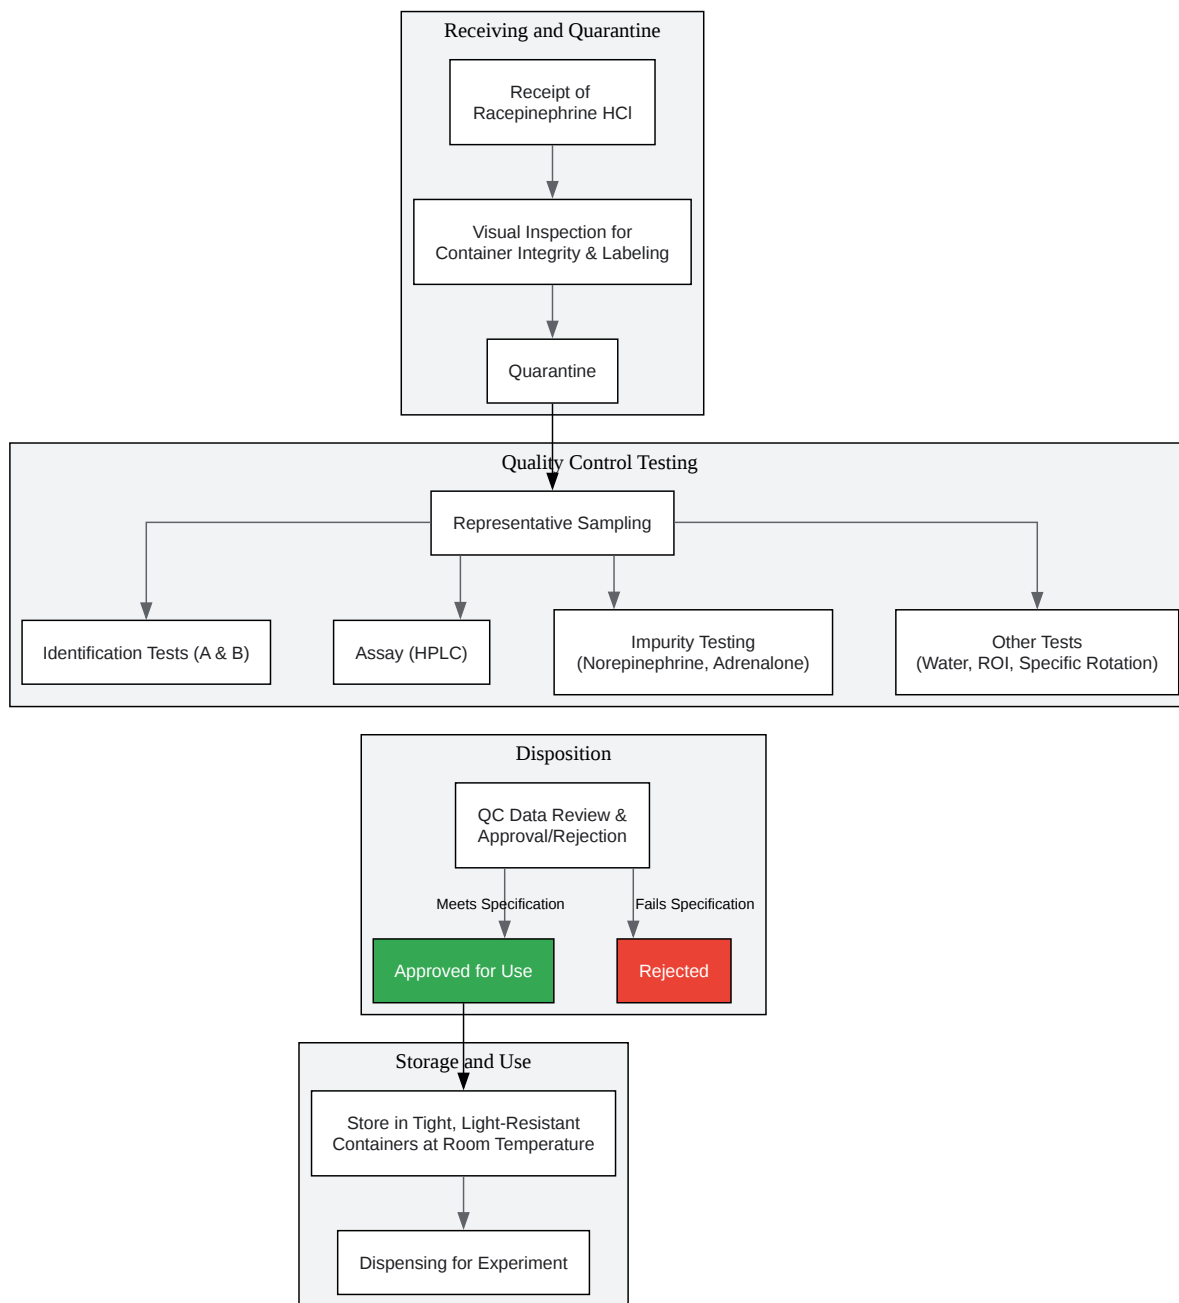 Receiving and Quarantine
Receipt of
Racepinephrine HCl
Visual Inspection for
Container Integrity & Labeling
Quarantine
Quality Control Testing
Representative Sampling
Identification Tests (A & B)
Assay (HPLC)
Impurity Testing
(Norepinephrine, Adrenalone)
Other Tests
(Water, ROI, Specific Rotation)
Disposition
QC Data Review &
Approval/Rejection
Meets Specification
Fails Specification
Approved for Use
Rejected
Storage and Use
Store in Tight, Light-Resistant
Containers at Room Temperature
Dispensing for Experiment